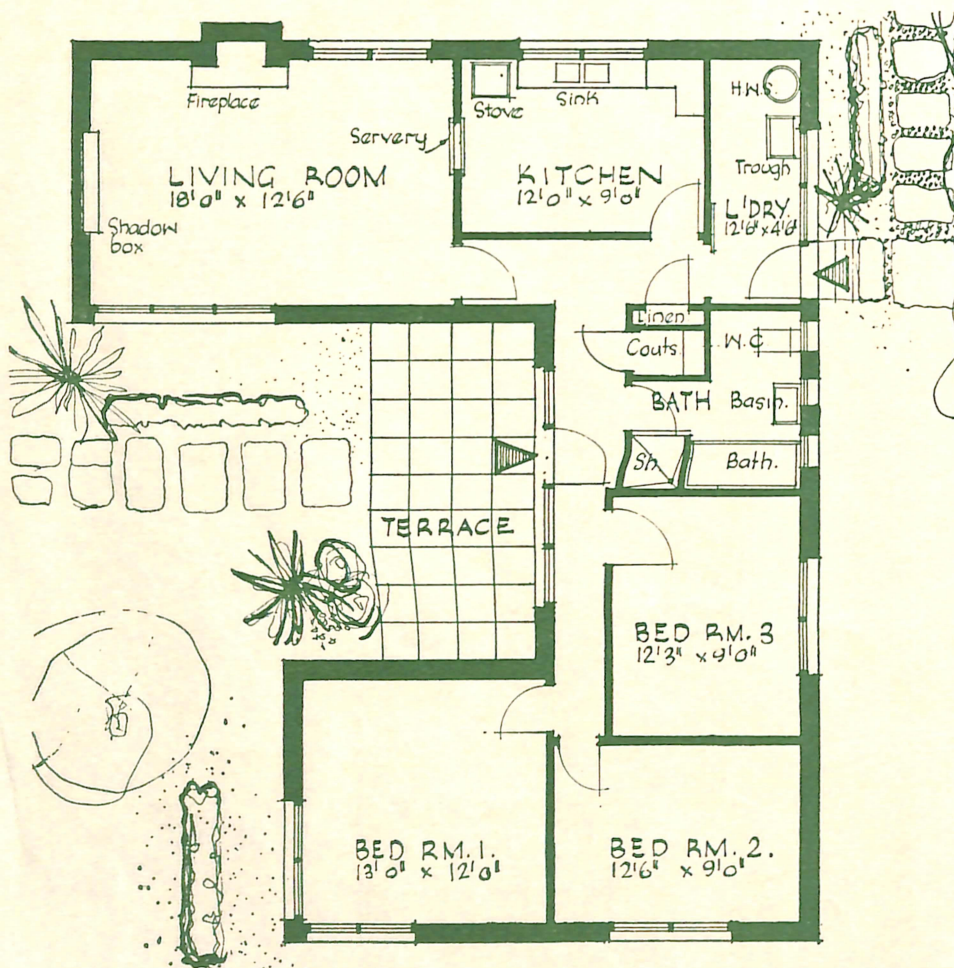 Fireplace
Servery
Stove
Sink
H.W.S.
Trough
LIVING ROOM
18'0" x 12'6"
KITCHEN
12'0" x 9'0"
L'DRY.
12'6" x 4'6"
Shadow
box
Linen
Coats
W.C
BATH
Basin.
Sh.
Bath.
TERRACE
BED RM. 3
12'3" x 9'0"
BED RM. 1.
13'0" x 12'0"
BED RM. 2.
12'6" x 9'0"